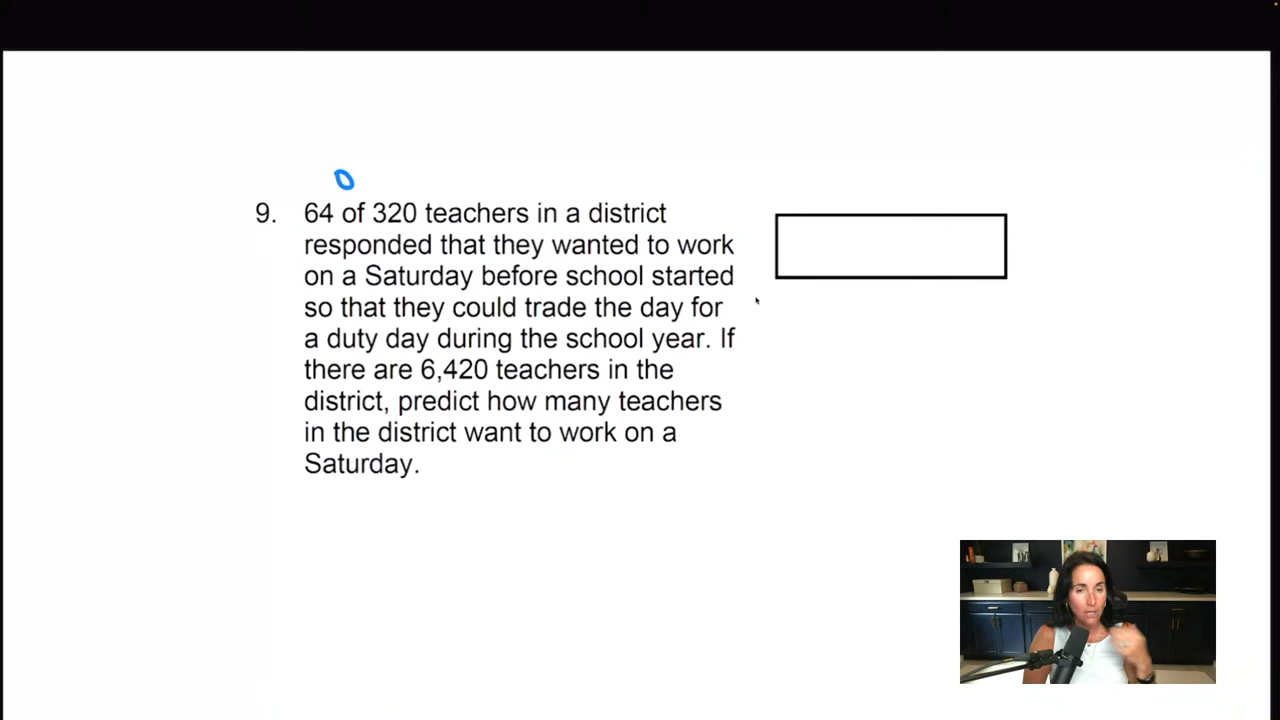 9. 64 of 320 teachers in a district
responded that they wanted to work
on a Saturday before school started
so that they could trade the day for
a duty day during the school year. If
there are 6,420 teachers in the
district, predict how many teachers
in the district want to work on a
Saturday.